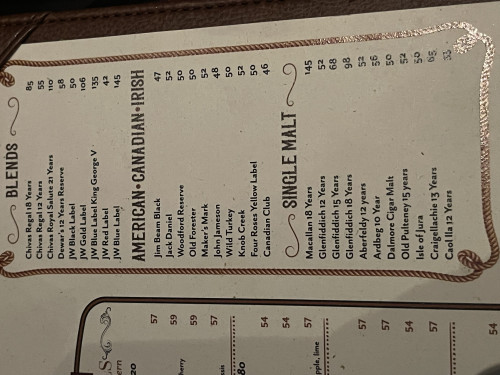 BLENDS
Chivas Regal 18 Years 85
Chivas Regal 12 Years 55
Chivas Royal Salute 21 Years 110
Dewar's 12 Years Reserve 58
JW Black Label 50
JW Gold Label 106
JW Blue Label King George V 135
JW Red Label 42
JW Blue Label 145
AMERICAN•CANADIAN•IRISH
Jim Beam Black 47
Jack Daniel 52
Woodford Reserve 50
Old Forester 50
Maker's Mark 52
John Jameson 48
Wild Turkey 50
Knob Creek 52
Four Roses Yellow Label 50
Canadian Club 46
SINGLE MALT
Macallan 18 Years 145
Glenfiddich 12 Years 52
Glenfiddich 15 Years 68
Glenfiddich 18 Years 98
Aberfeldy 12 years 52
Ardbeg 10 Year 56
Dalmore Cigar Malt 50
Old Pulteney 15 years 52
Isle of Jura 50
Craigellachie 13 Years 65
Caol Ila 12 Years
57
59
59
57
54
54
57
pple, lime
57
57
54
57
54